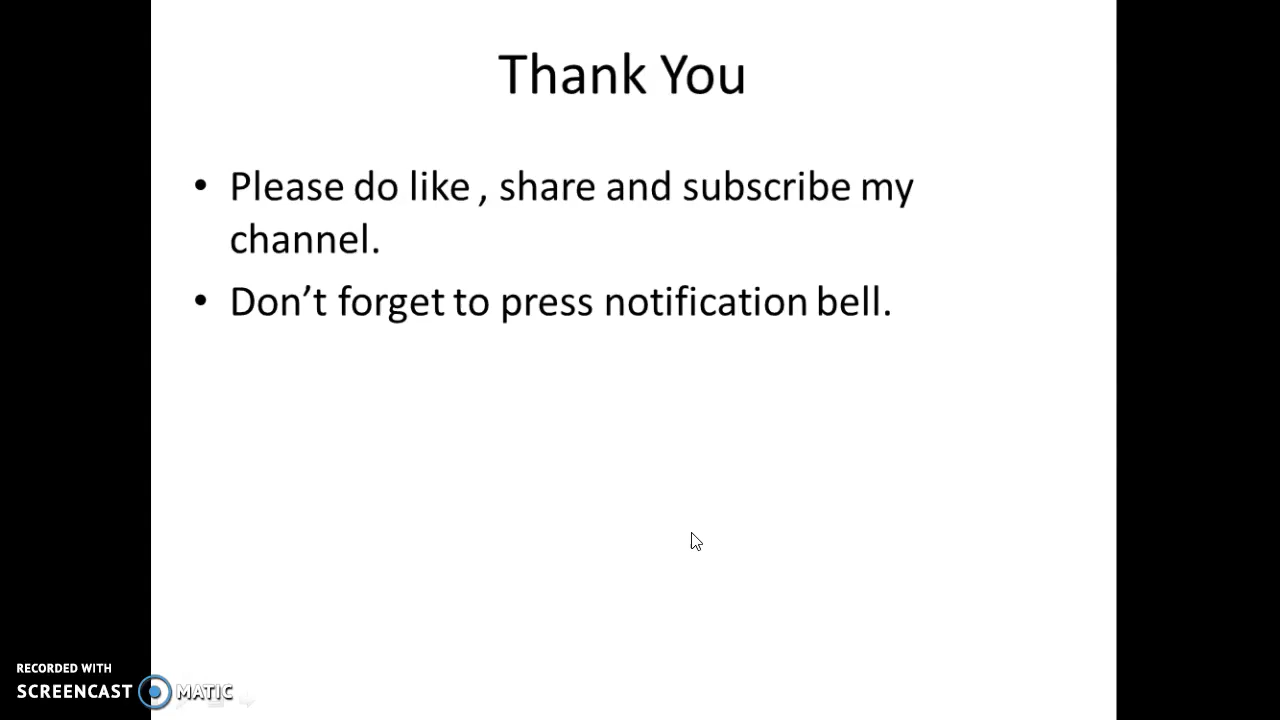 Thank You
• Please do like , share and subscribe my
channel.
• Don’t forget to press notification bell.
RECORDED WITH
SCREENCAST MATIC